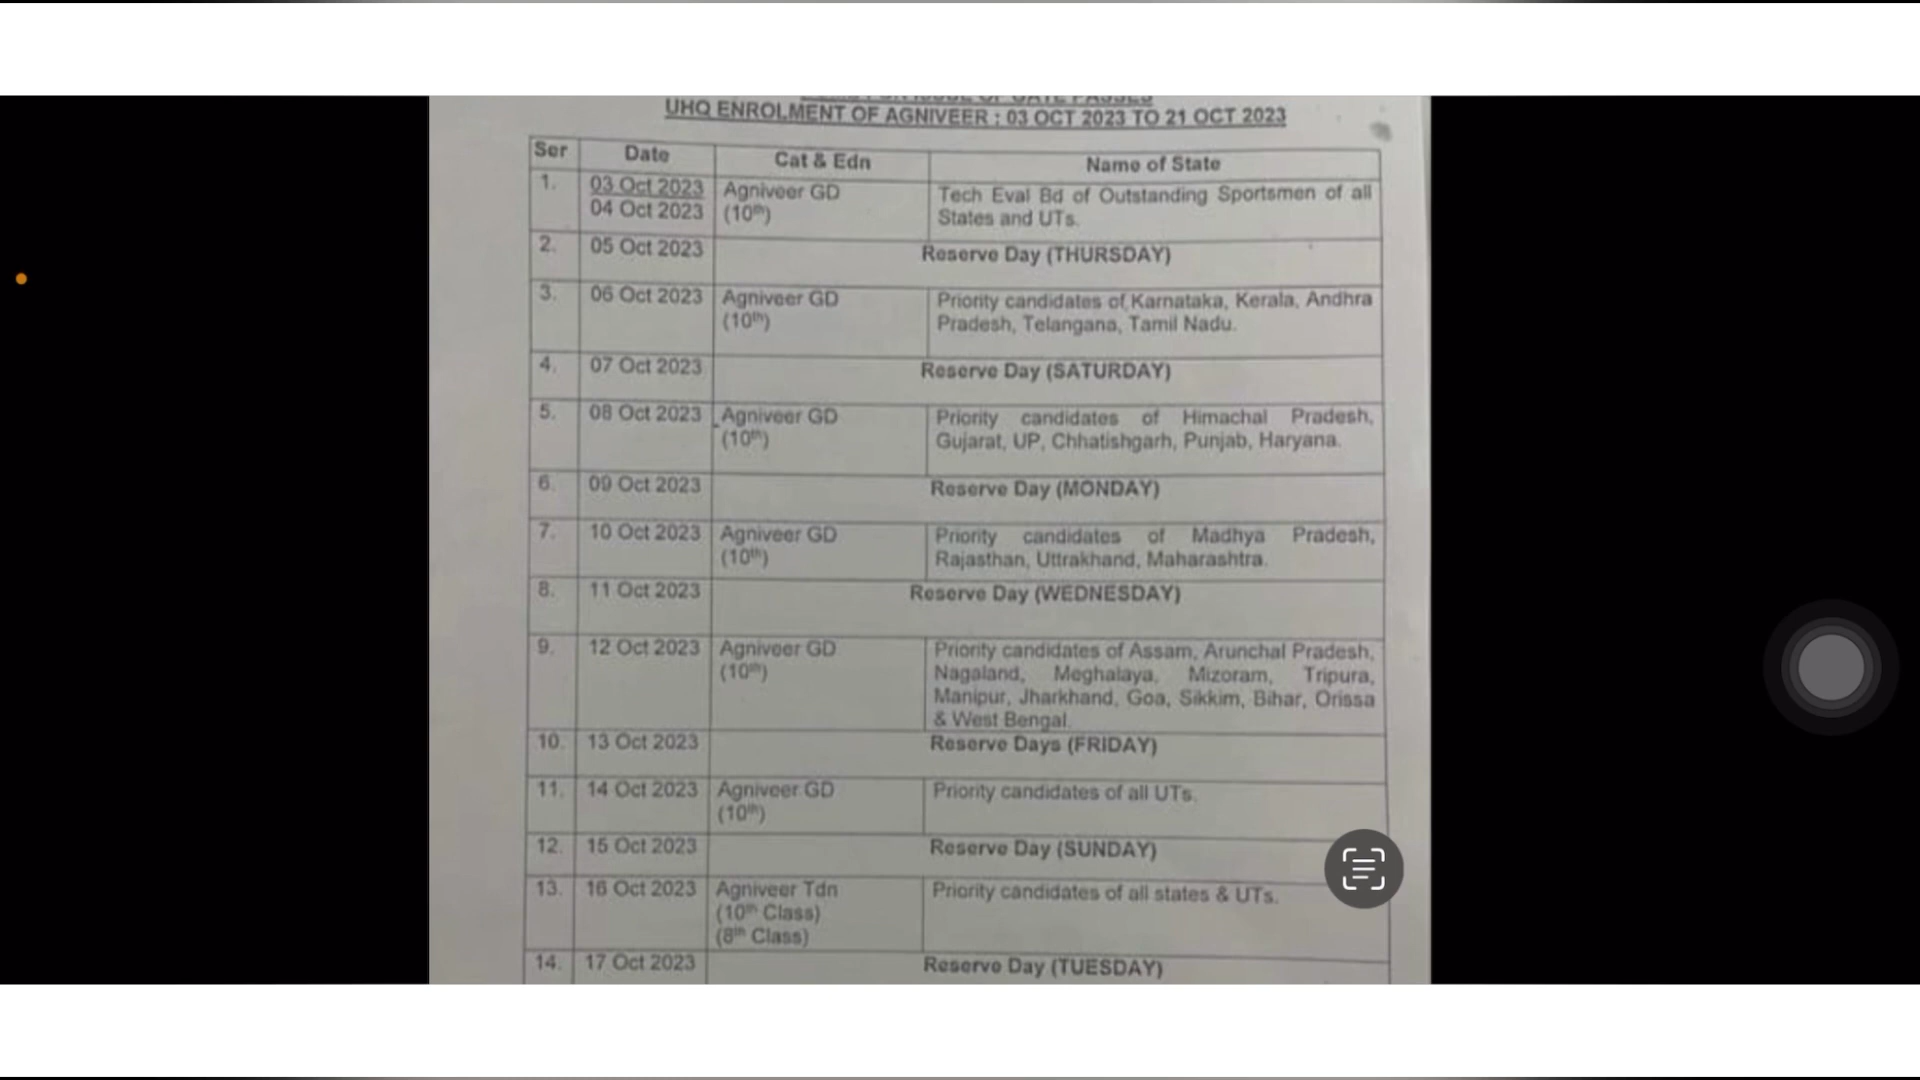 UHQ ENROLMENT OF AGNIVEER : 03 OCT 2023 TO 21 OCT 2023
Ser Date Cat & Edn Name of State
1. 03 Oct 2023 Agniveer GD Tech Eval Bd of Outstanding Sportsmen of all
04 Oct 2023 (10th) States and UTs.
2. 05 Oct 2023 Reserve Day (THURSDAY)
3. 06 Oct 2023 Agniveer GD Priority candidates of Karnataka, Kerala, Andhra
(10th) Pradesh, Telangana, Tamil Nadu.
4. 07 Oct 2023 Reserve Day (SATURDAY)
5. 08 Oct 2023 Agniveer GD Priority candidates of Himachal Pradesh,
(10th) Gujarat, UP, Chhatishgarh, Punjab, Haryana.
6. 09 Oct 2023 Reserve Day (MONDAY)
7. 10 Oct 2023 Agniveer GD Priority candidates of Madhya Pradesh,
(10th) Rajasthan, Uttrakhand, Maharashtra.
8. 11 Oct 2023 Reserve Day (WEDNESDAY)
9. 12 Oct 2023 Agniveer GD Priority candidates of Assam, Arunchal Pradesh,
(10th) Nagaland, Meghalaya, Mizoram, Tripura,
Manipur, Jharkhand, Goa, Sikkim, Bihar, Orissa
& West Bengal.
10. 13 Oct 2023 Reserve Days (FRIDAY)
11. 14 Oct 2023 Agniveer GD Priority candidates of all UTs.
(10th)
12. 15 Oct 2023 Reserve Day (SUNDAY)
13. 16 Oct 2023 Agniveer Tdn Priority candidates of all states & UTs.
(10th Class)
(8th Class)
14. 17 Oct 2023 Reserve Day (TUESDAY)